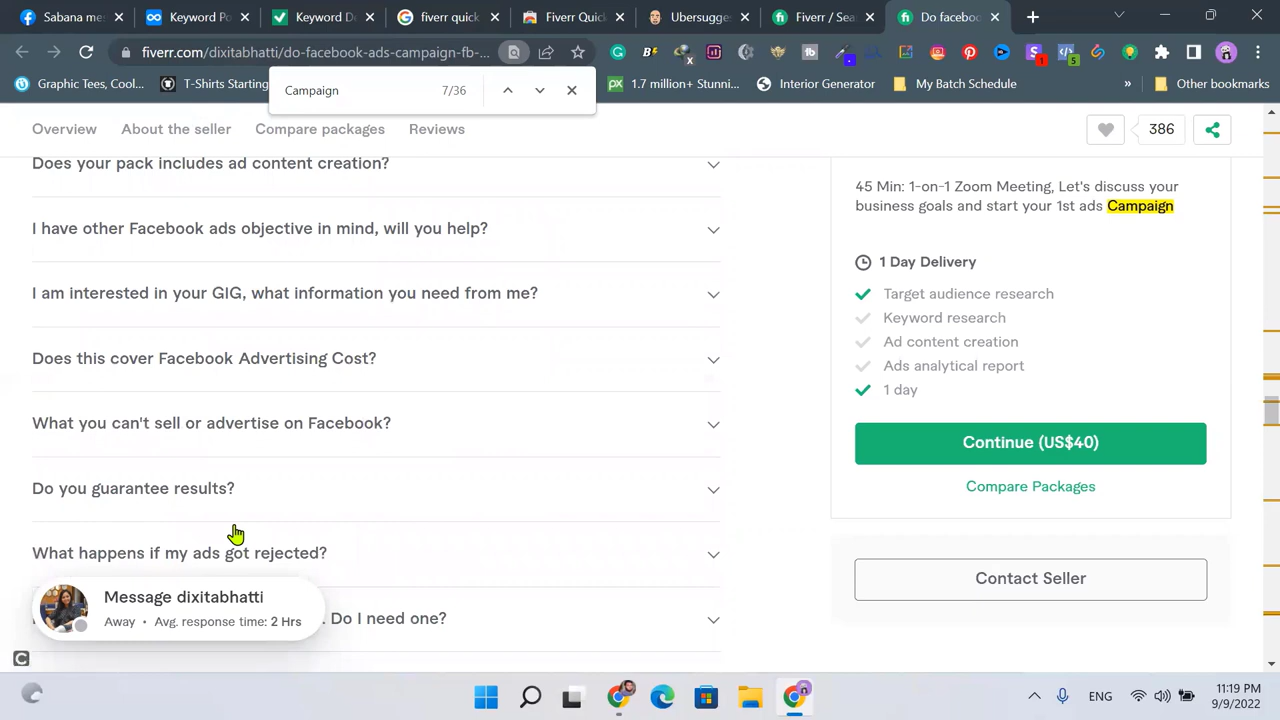 Sabana mes
Keyword Po
Keyword D
fiverr quick
Fiverr Quic
Ubersugges
Fiverr / Sea
Do faceboo
fiverr.com/dixitabhatti/do-facebook-ads-campaign-fb-...
Graphic Tees, Cool...
T-Shirts Starting
1.7 million+ Stunni...
Interior Generator
My Batch Schedule
»
Other bookmarks
Campaign 7/36
Overview
About the seller
Compare packages
Reviews
386
Does your pack includes ad content creation?
I have other Facebook ads objective in mind, will you help?
I am interested in your GIG, what information you need from me?
Does this cover Facebook Advertising Cost?
What you can't sell or advertise on Facebook?
Do you guarantee results?
What happens if my ads got rejected?
. Do I need one?
Message dixitabhatti
Away • Avg. response time: 2 Hrs
45 Min: 1-on-1 Zoom Meeting, Let's discuss your
business goals and start your 1st ads Campaign
1 Day Delivery
Target audience research
Keyword research
Ad content creation
Ads analytical report
1 day
Continue (US$40)
Compare Packages
Contact Seller
ENG
11:19 PM
9/9/2022